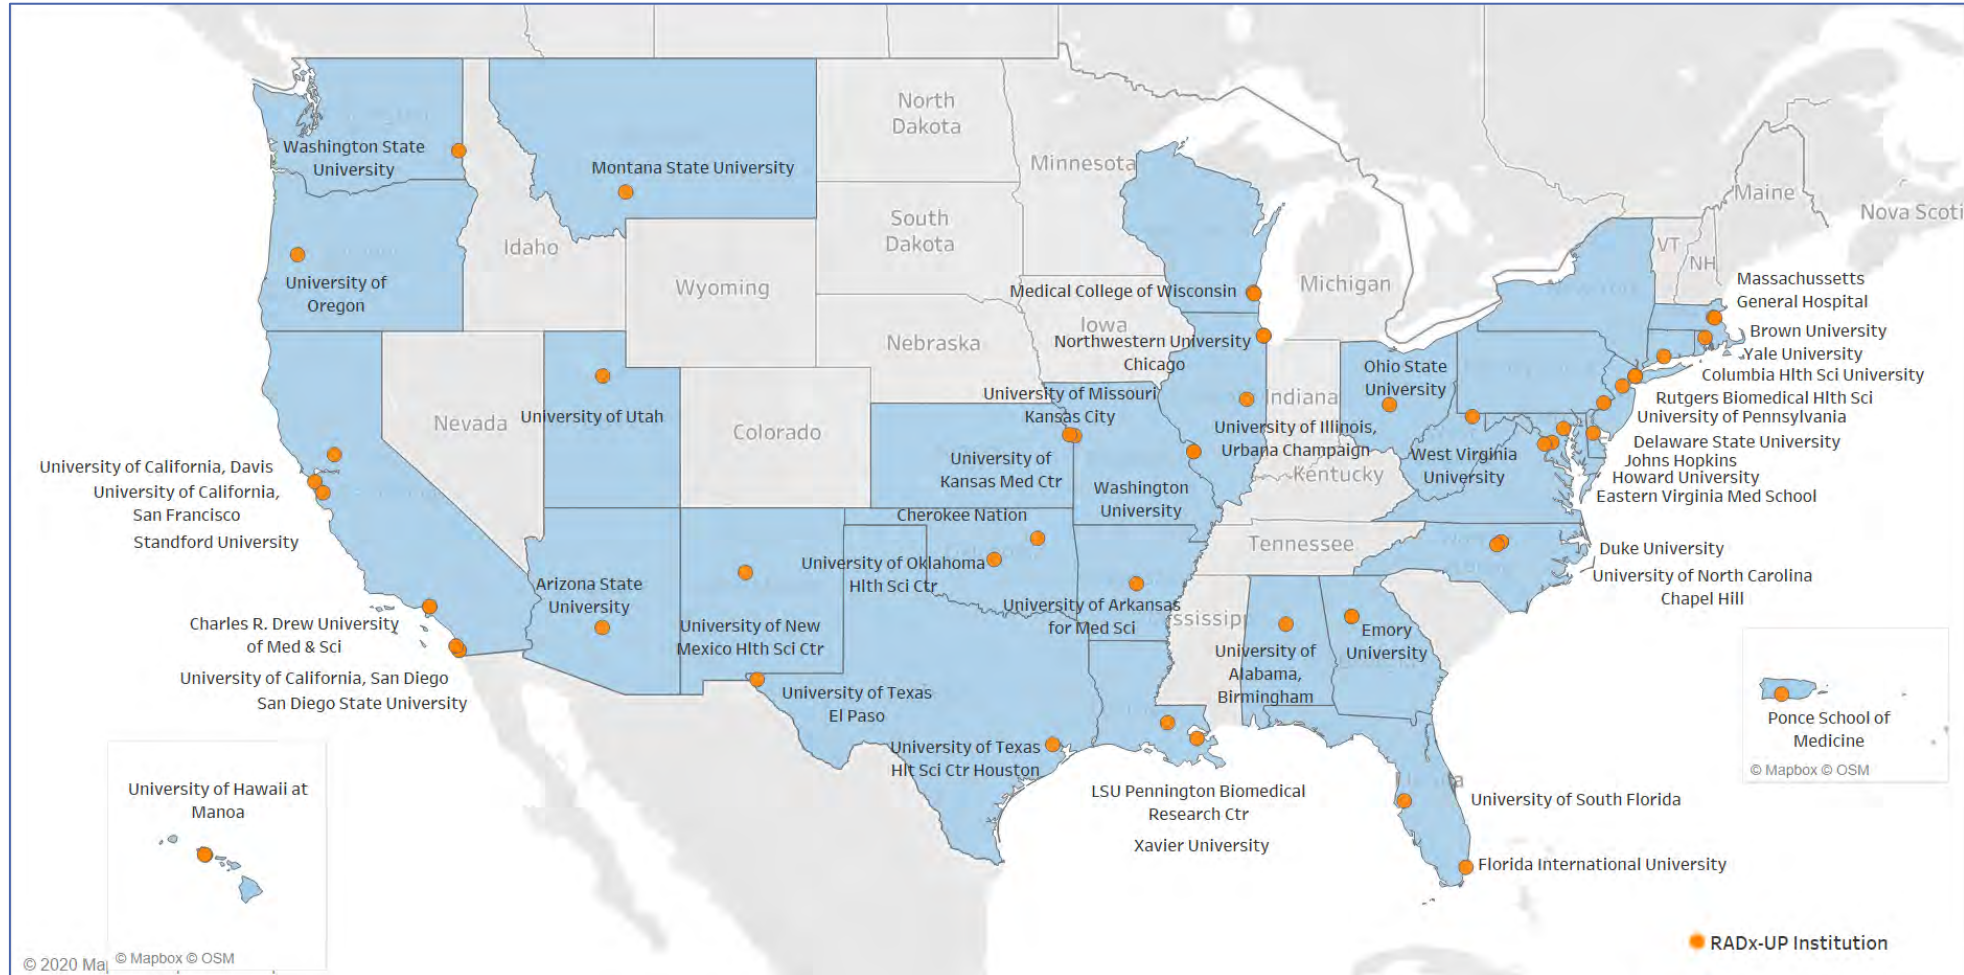 North
Dakota
Minnesota
Maine
Nova Scoti
Washington State
University
Montana State University
South
Dakota
VT
NH
Idaho
Wyoming
Michigan
University of
Oregon
Medical College of Wisconsin
Massachussetts
General Hospital
Iowa
Northwestern University
Chicago
Nebraska
Brown University
Yale University
Columbia Hlth Sci University
Ohio State
University
Rutgers Biomedical Hlth Sci
University of Pennsylvania
University of Utah
University of Missouri
Kansas City
Indiana
Nevada
Colorado
University of Illinois,
Urbana Champaign
Delaware State University
Johns Hopkins
Howard University
Eastern Virginia Med School
West Virginia
University
University of
Kansas Med Ctr
Kentucky
University of California, Davis
University of California,
San Francisco
Standford University
Washington
University
Cherokee Nation
Tennessee
Duke University
University of North Carolina
Chapel Hill
University of Oklahoma
Hlth Sci Ctr
Arizona State
University
University of Arkansas
for Med Sci
ssissipp
Charles R. Drew University
of Med & Sci
University of New
Mexico Hlth Sci Ctr
Emory
University
University of
Alabama,
Birmingham
University of California, San Diego
San Diego State University
University of Texas
El Paso
University of Texas
Hlt Sci Ctr Houston
Ponce School of
Medicine
© Mapbox © OSM
LSU Pennington Biomedical
Research Ctr
Xavier University
University of South Florida
Florida International University
University of Hawaii at
Manoa
© Mapbox © OSM
© 2020 Ma
RADx-UP Institution